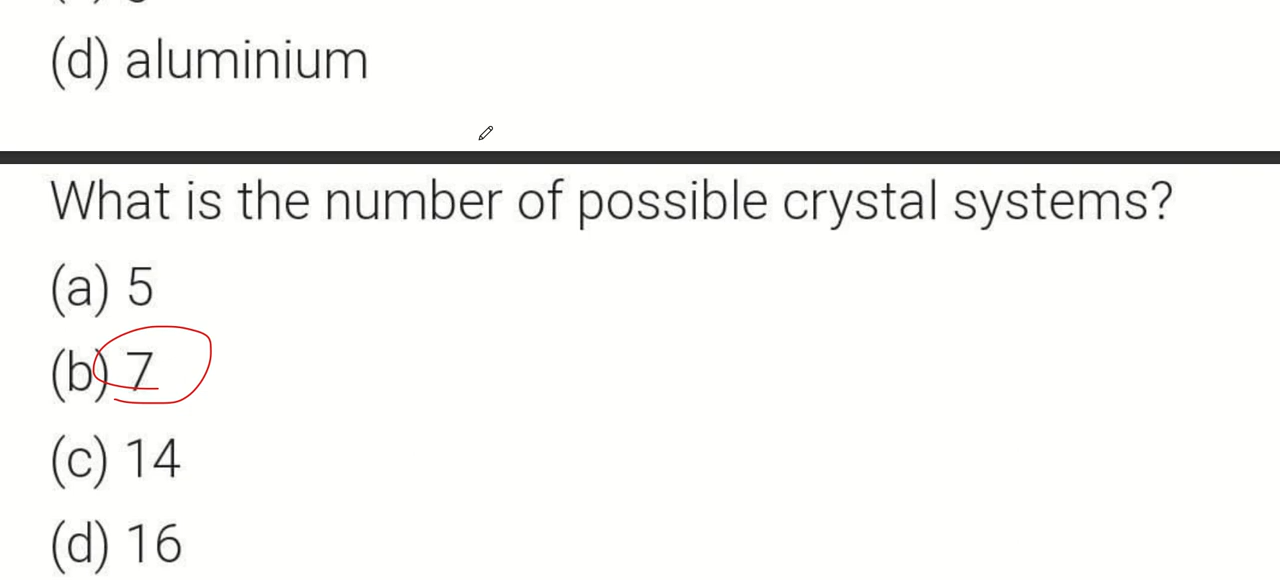 (d) aluminium
What is the number of possible crystal systems?
(a) 5
(b) 7
(c) 14
(d) 16